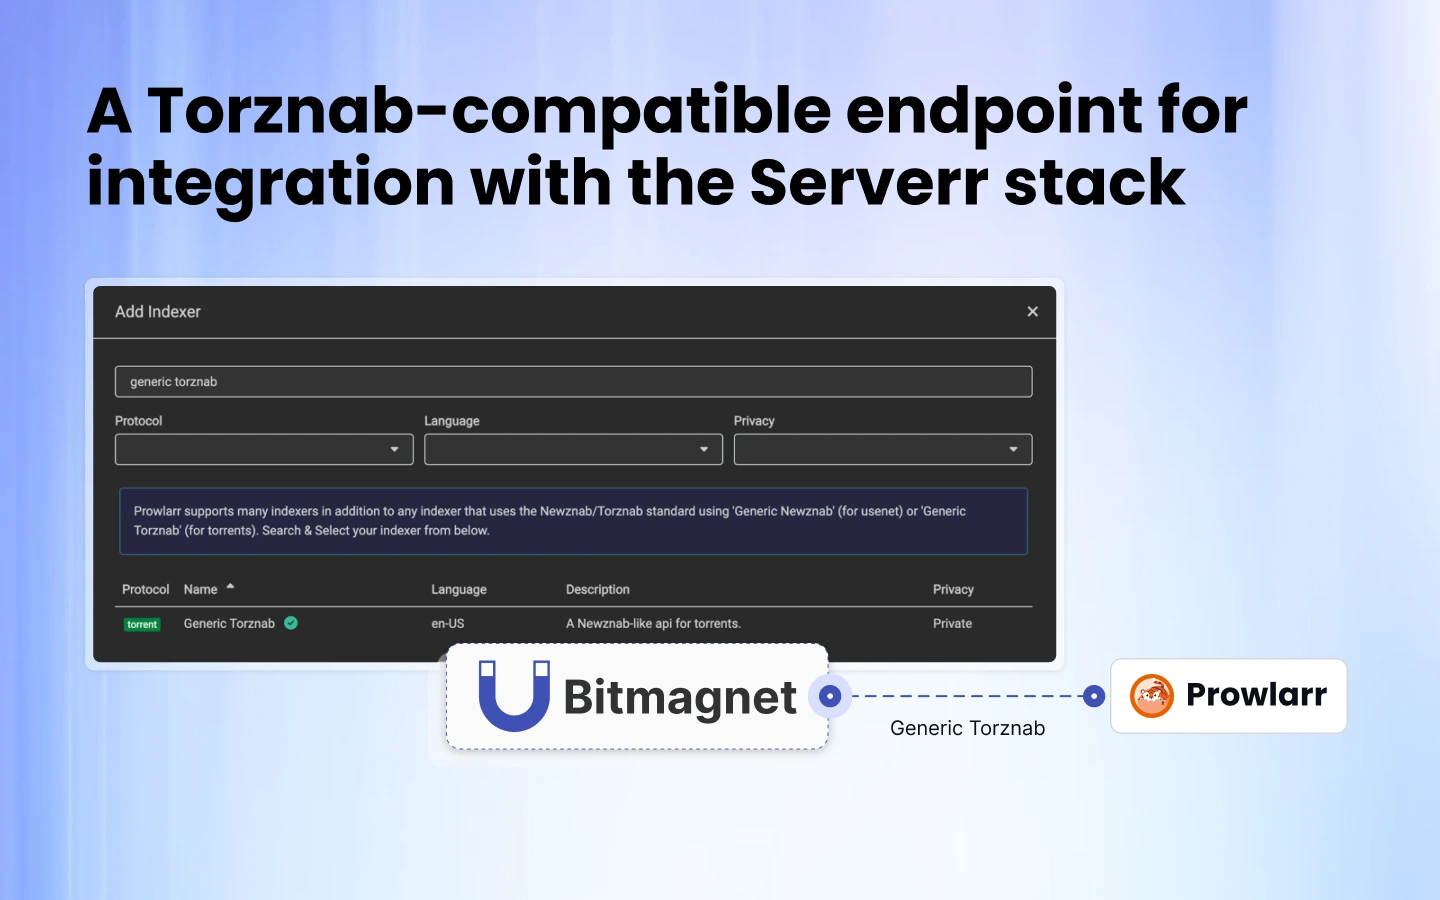 A Torznab-compatible endpoint for
integration with the Serverr stack
Add Indexer
generic torznab
Protocol Language Privacy
Prowlarr supports many indexers in addition to any indexer that uses the Newznab/Torznab standard using 'Generic Newznab' (for usenet) or 'Generic
Torznab' (for torrents). Search & Select your indexer from below.
Protocol Name Language Description Privacy
torrent Generic Torznab en-US A Newznab-like api for torrents. Private
Bitmagnet
Generic Torznab
Prowlarr